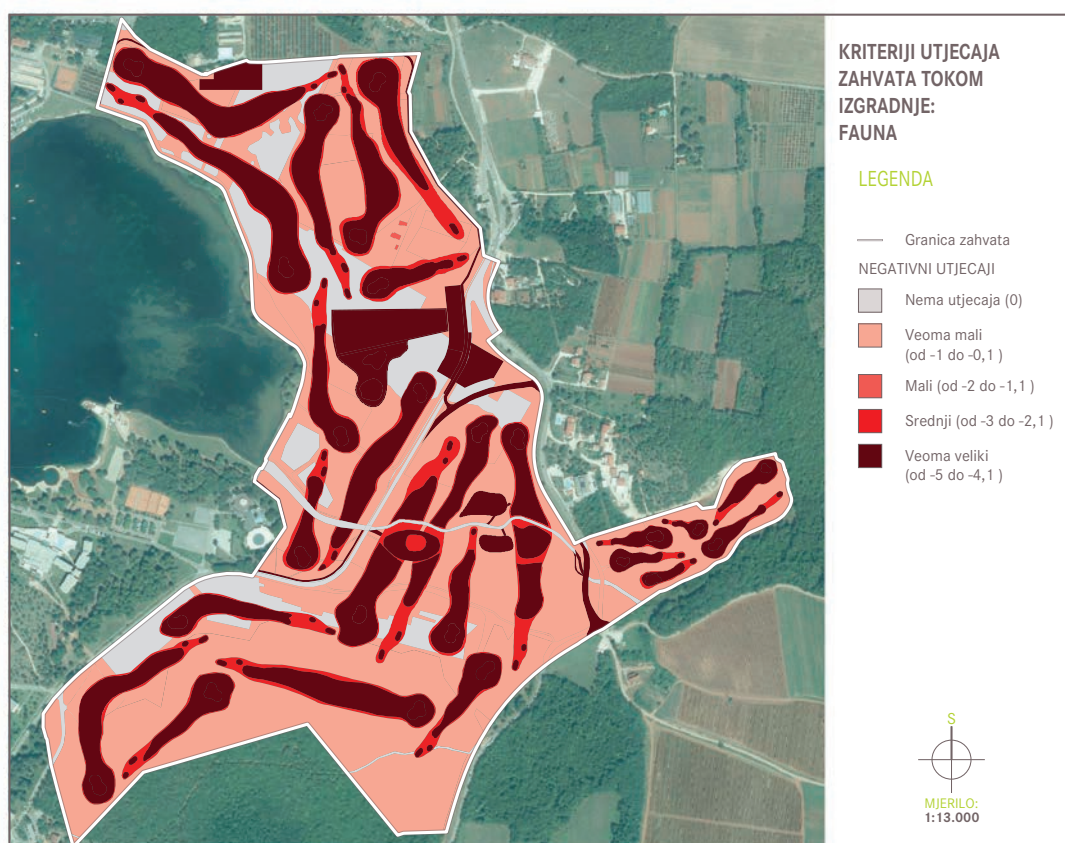 KRITERIJI UTJECAJA
ZAHVATA TOKOM
IZGRADNJE:
FAUNA
LEGENDA
Granica zahvata
NEGATIVNI UTJECAJI
Nema utjecaja (0)
Veoma mali
(od -1 do -0,1 )
Mali (od -2 do -1,1 )
Srednji (od -3 do -2,1 )
Veoma veliki
(od -5 do -4,1 )
S
MJERILO:
1:13.000